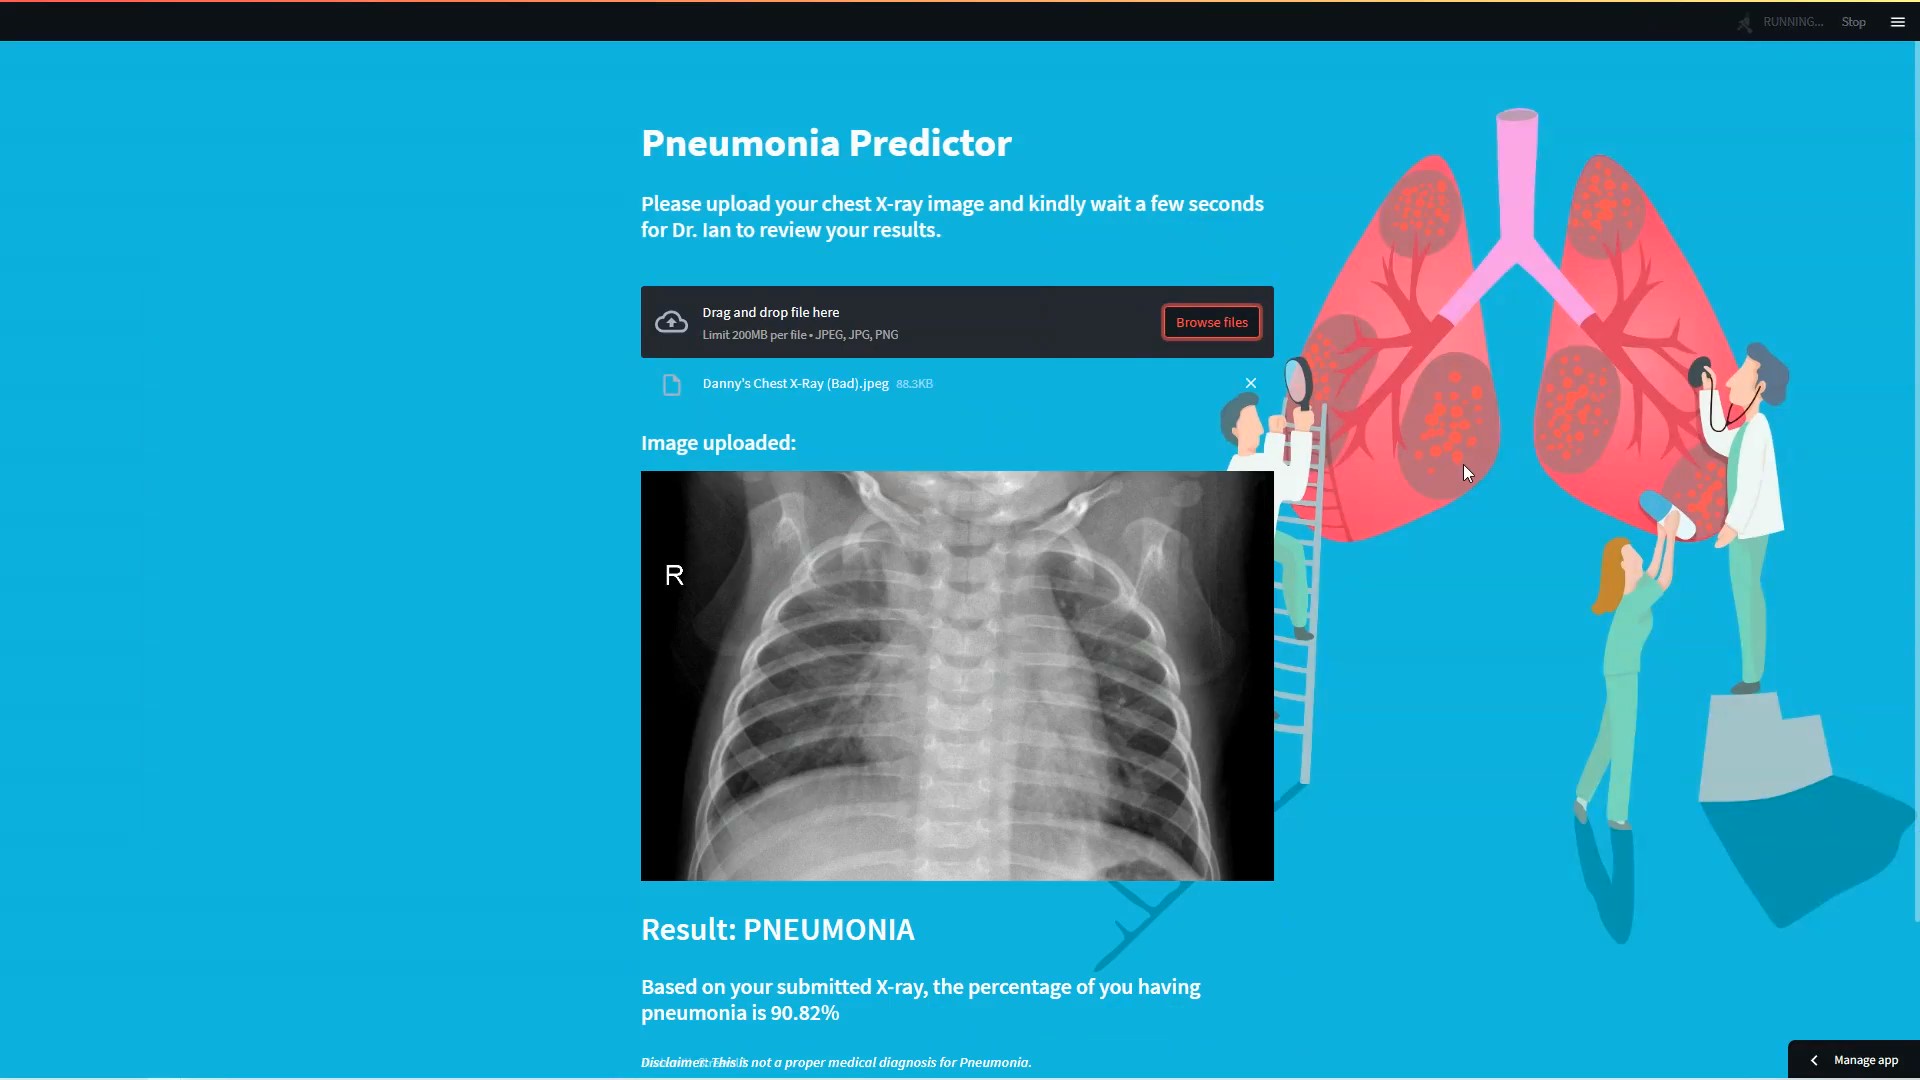 RUNNING... Stop
Pneumonia Predictor
Please upload your chest X-ray image and kindly wait a few seconds
for Dr. Ian to review your results.
Drag and drop file here
Limit 200MB per file • JPEG, JPG, PNG
Browse files
Danny's Chest X-Ray (Bad).jpeg 88.3KB
Image uploaded:
R
Result: PNEUMONIA
Based on your submitted X-ray, the percentage of you having
pneumonia is 90.82%
Disclaimer: This is not a proper medical diagnosis for Pneumonia.
Manage app